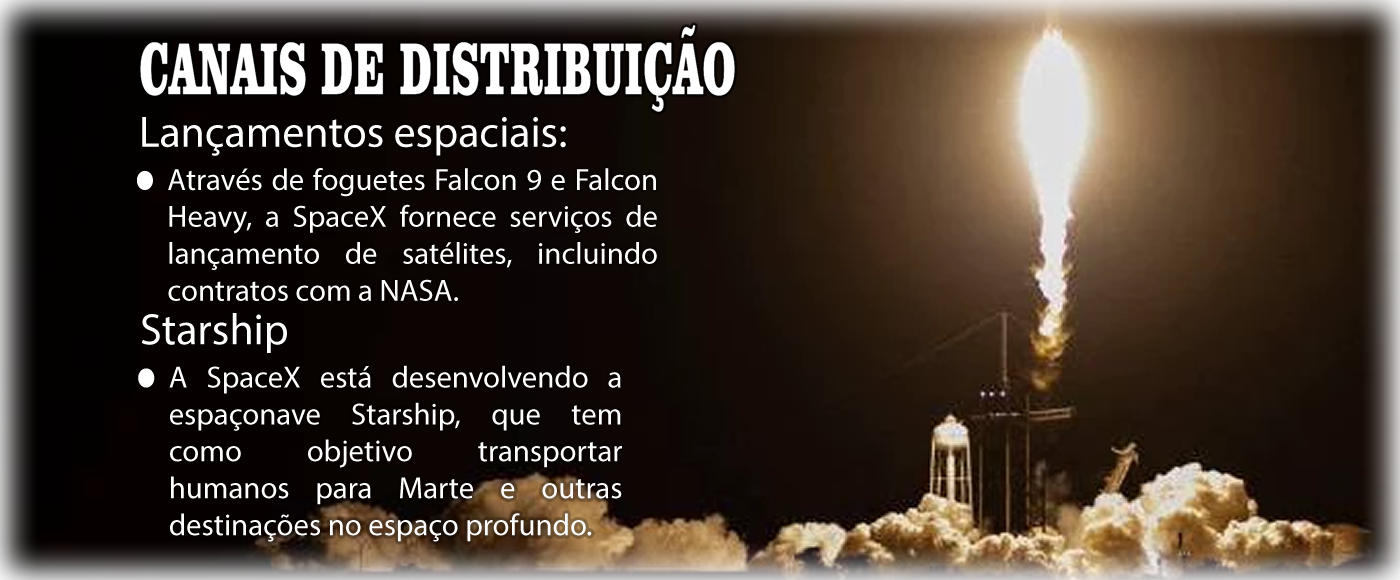 CANAIS DE DISTRIBUIÇÃO
Lançamentos espaciais:
● Através de foguetes Falcon 9 e Falcon
Heavy, a SpaceX fornece serviços de
lançamento de satélites, incluindo
contratos com a NASA.
Starship
● A SpaceX está desenvolvendo a
espaçonave Starship, que tem
como objetivo transportar
humanos para Marte e outras
destinações no espaço profundo.